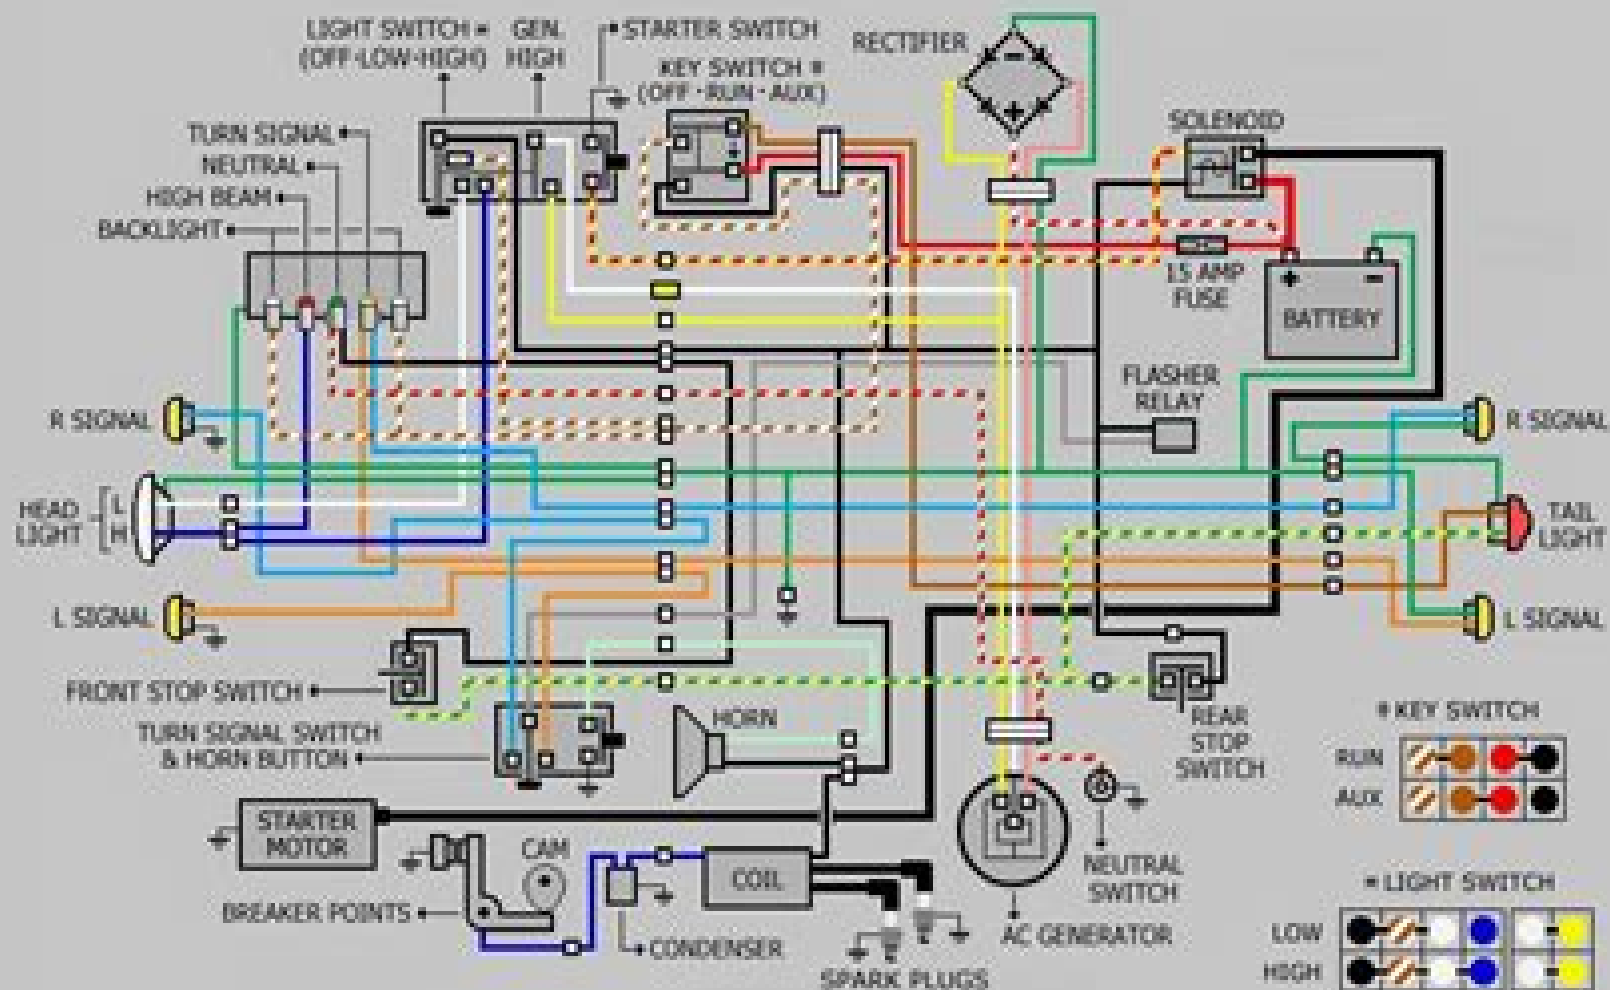 LIGHT SWITCH *
(OFF·LOW·HIGH)
GEN.
HIGH
STARTER SWITCH
KEY SWITCH *
(OFF·RUN·AUX)
RECTIFIER
SOLENOID
TURN SIGNAL
NEUTRAL
HIGH BEAM
BACKLIGHT
15 AMP
FUSE
+ -
BATTERY
FLASHER
RELAY
R SIGNAL
R SIGNAL
HEAD
LIGHT
L
H
TAIL
LIGHT
L SIGNAL
L SIGNAL
FRONT STOP SWITCH
TURN SIGNAL SWITCH
& HORN BUTTON
HORN
REAR
STOP
SWITCH
* KEY SWITCH
RUN
AUX
STARTER
MOTOR
CAM
COIL
NEUTRAL
SWITCH
BREAKER POINTS
CONDENSER
AC GENERATOR
SPARK PLUGS
* LIGHT SWITCH
LOW
HIGH